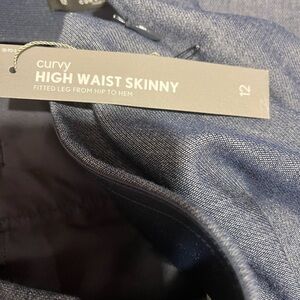 curvy
HIGH WAIST SKINNY
FITTED LEG FROM HIP TO HEM
12